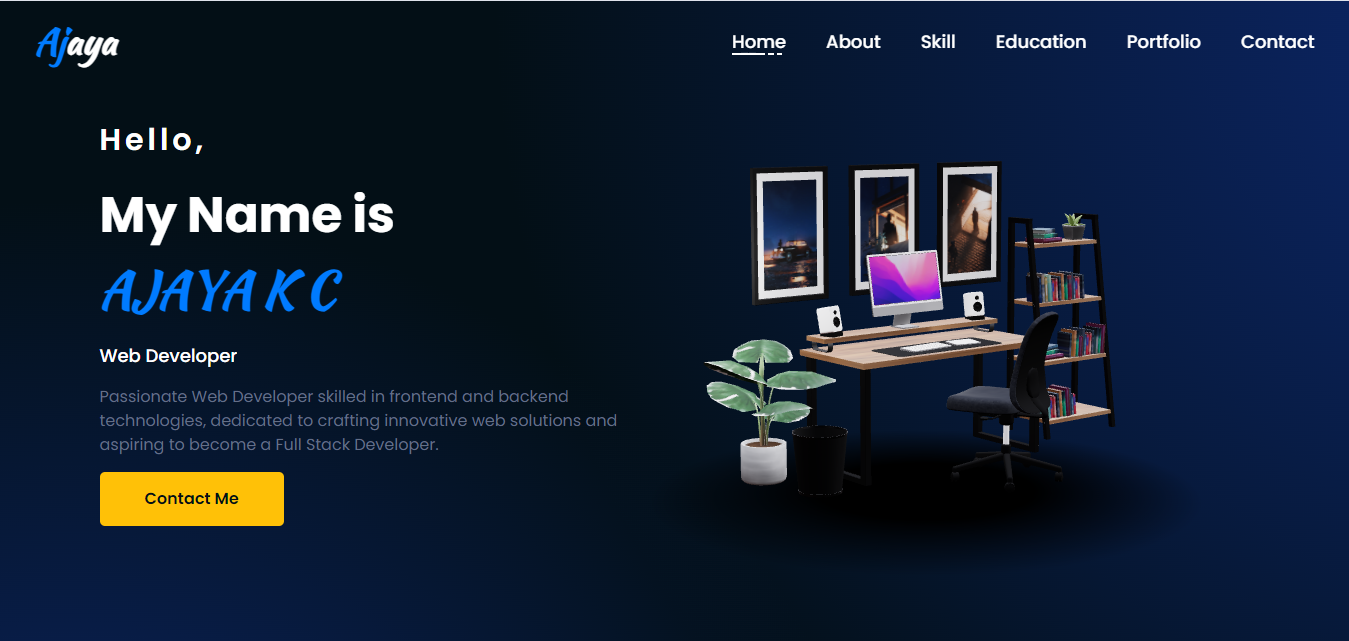 Ajaya
Home About Skill Education Portfolio Contact
Hello,
My Name is
AJAYA K C
Web Developer
Passionate Web Developer skilled in frontend and backend
technologies, dedicated to crafting innovative web solutions and
aspiring to become a Full Stack Developer.
Contact Me